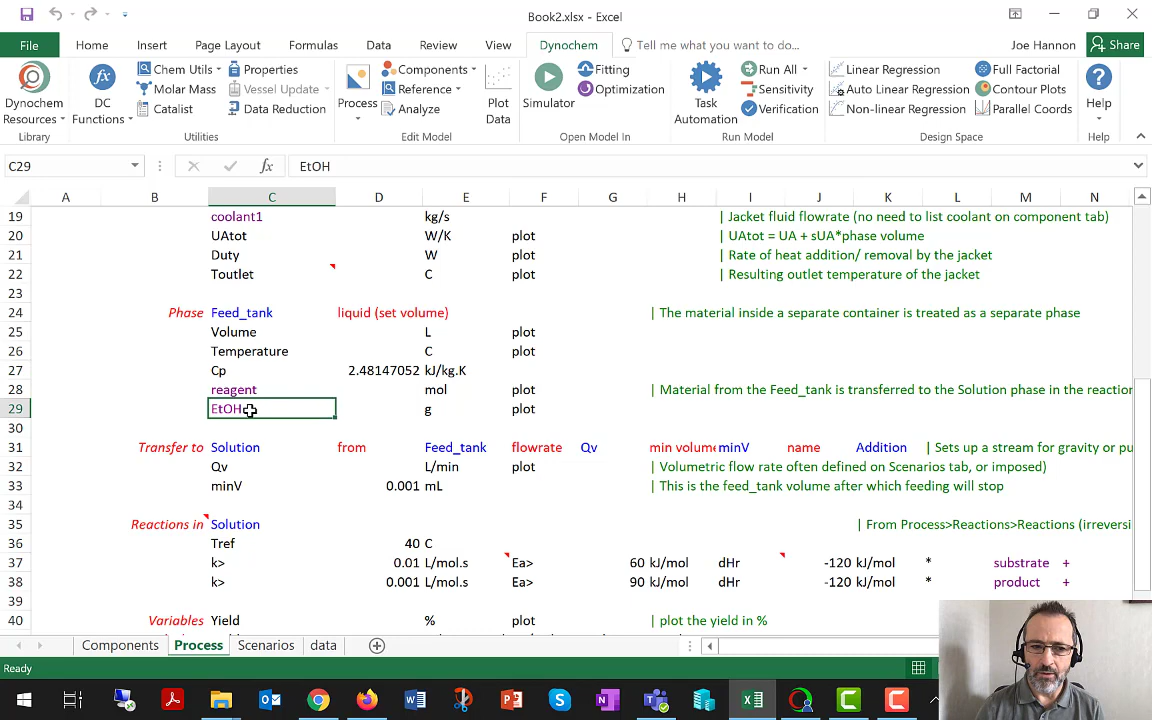 Book2.xlsx - Excel
File Home Insert Page Layout Formulas Data Review View Dynochem Tell me what you want to do... Joe Hannon Share
Chem Utils Properties Components Fitting Run All Linear Regression Full Factorial
Molar Mass Vessel Update Reference Optimization Sensitivity Auto Linear Regression Contour Plots
Dynochem Resources DC Functions Catalist Data Reduction Process Analyze Plot Data Simulator Task Automation Verification Non-linear Regression Parallel Coords Help
Library Utilities Edit Model Open Model In Run Model Design Space Help
C29 fx EtOH
A B C D E F G H I J K L M N
19 coolant1 kg/s | Jacket fluid flowrate (no need to list coolant on component tab)
20 UAtot W/K plot | UAtot = UA + sUA*phase volume
21 Duty W plot | Rate of heat addition/ removal by the jacket
22 Toutlet C plot | Resulting outlet temperature of the jacket
23
24 Phase Feed_tank liquid (set volume) | The material inside a separate container is treated as a separate phase
25 Volume L plot
26 Temperature C plot
27 Cp 2.48147052 kJ/kg.K
28 reagent mol plot | Material from the Feed_tank is transferred to the Solution phase in the reaction
29 EtOH g plot
30
31 Transfer to Solution from Feed_tank flowrate Qv min volume minV name Addition | Sets up a stream for gravity or pu
32 Qv L/min plot | Volumetric flow rate often defined on Scenarios tab, or imposed)
33 minV 0.001 mL | This is the feed_tank volume after which feeding will stop
34
35 Reactions in Solution | From Process>Reactions>Reactions (irreversi
36 Tref 40 C
37 k> 0.01 L/mol.s Ea> 60 kJ/mol dHr -120 kJ/mol * substrate +
38 k> 0.001 L/mol.s Ea> 90 kJ/mol dHr -120 kJ/mol * product +
39
40 Variables Yield % plot | plot the yield in %
Components Process Scenarios data
Ready